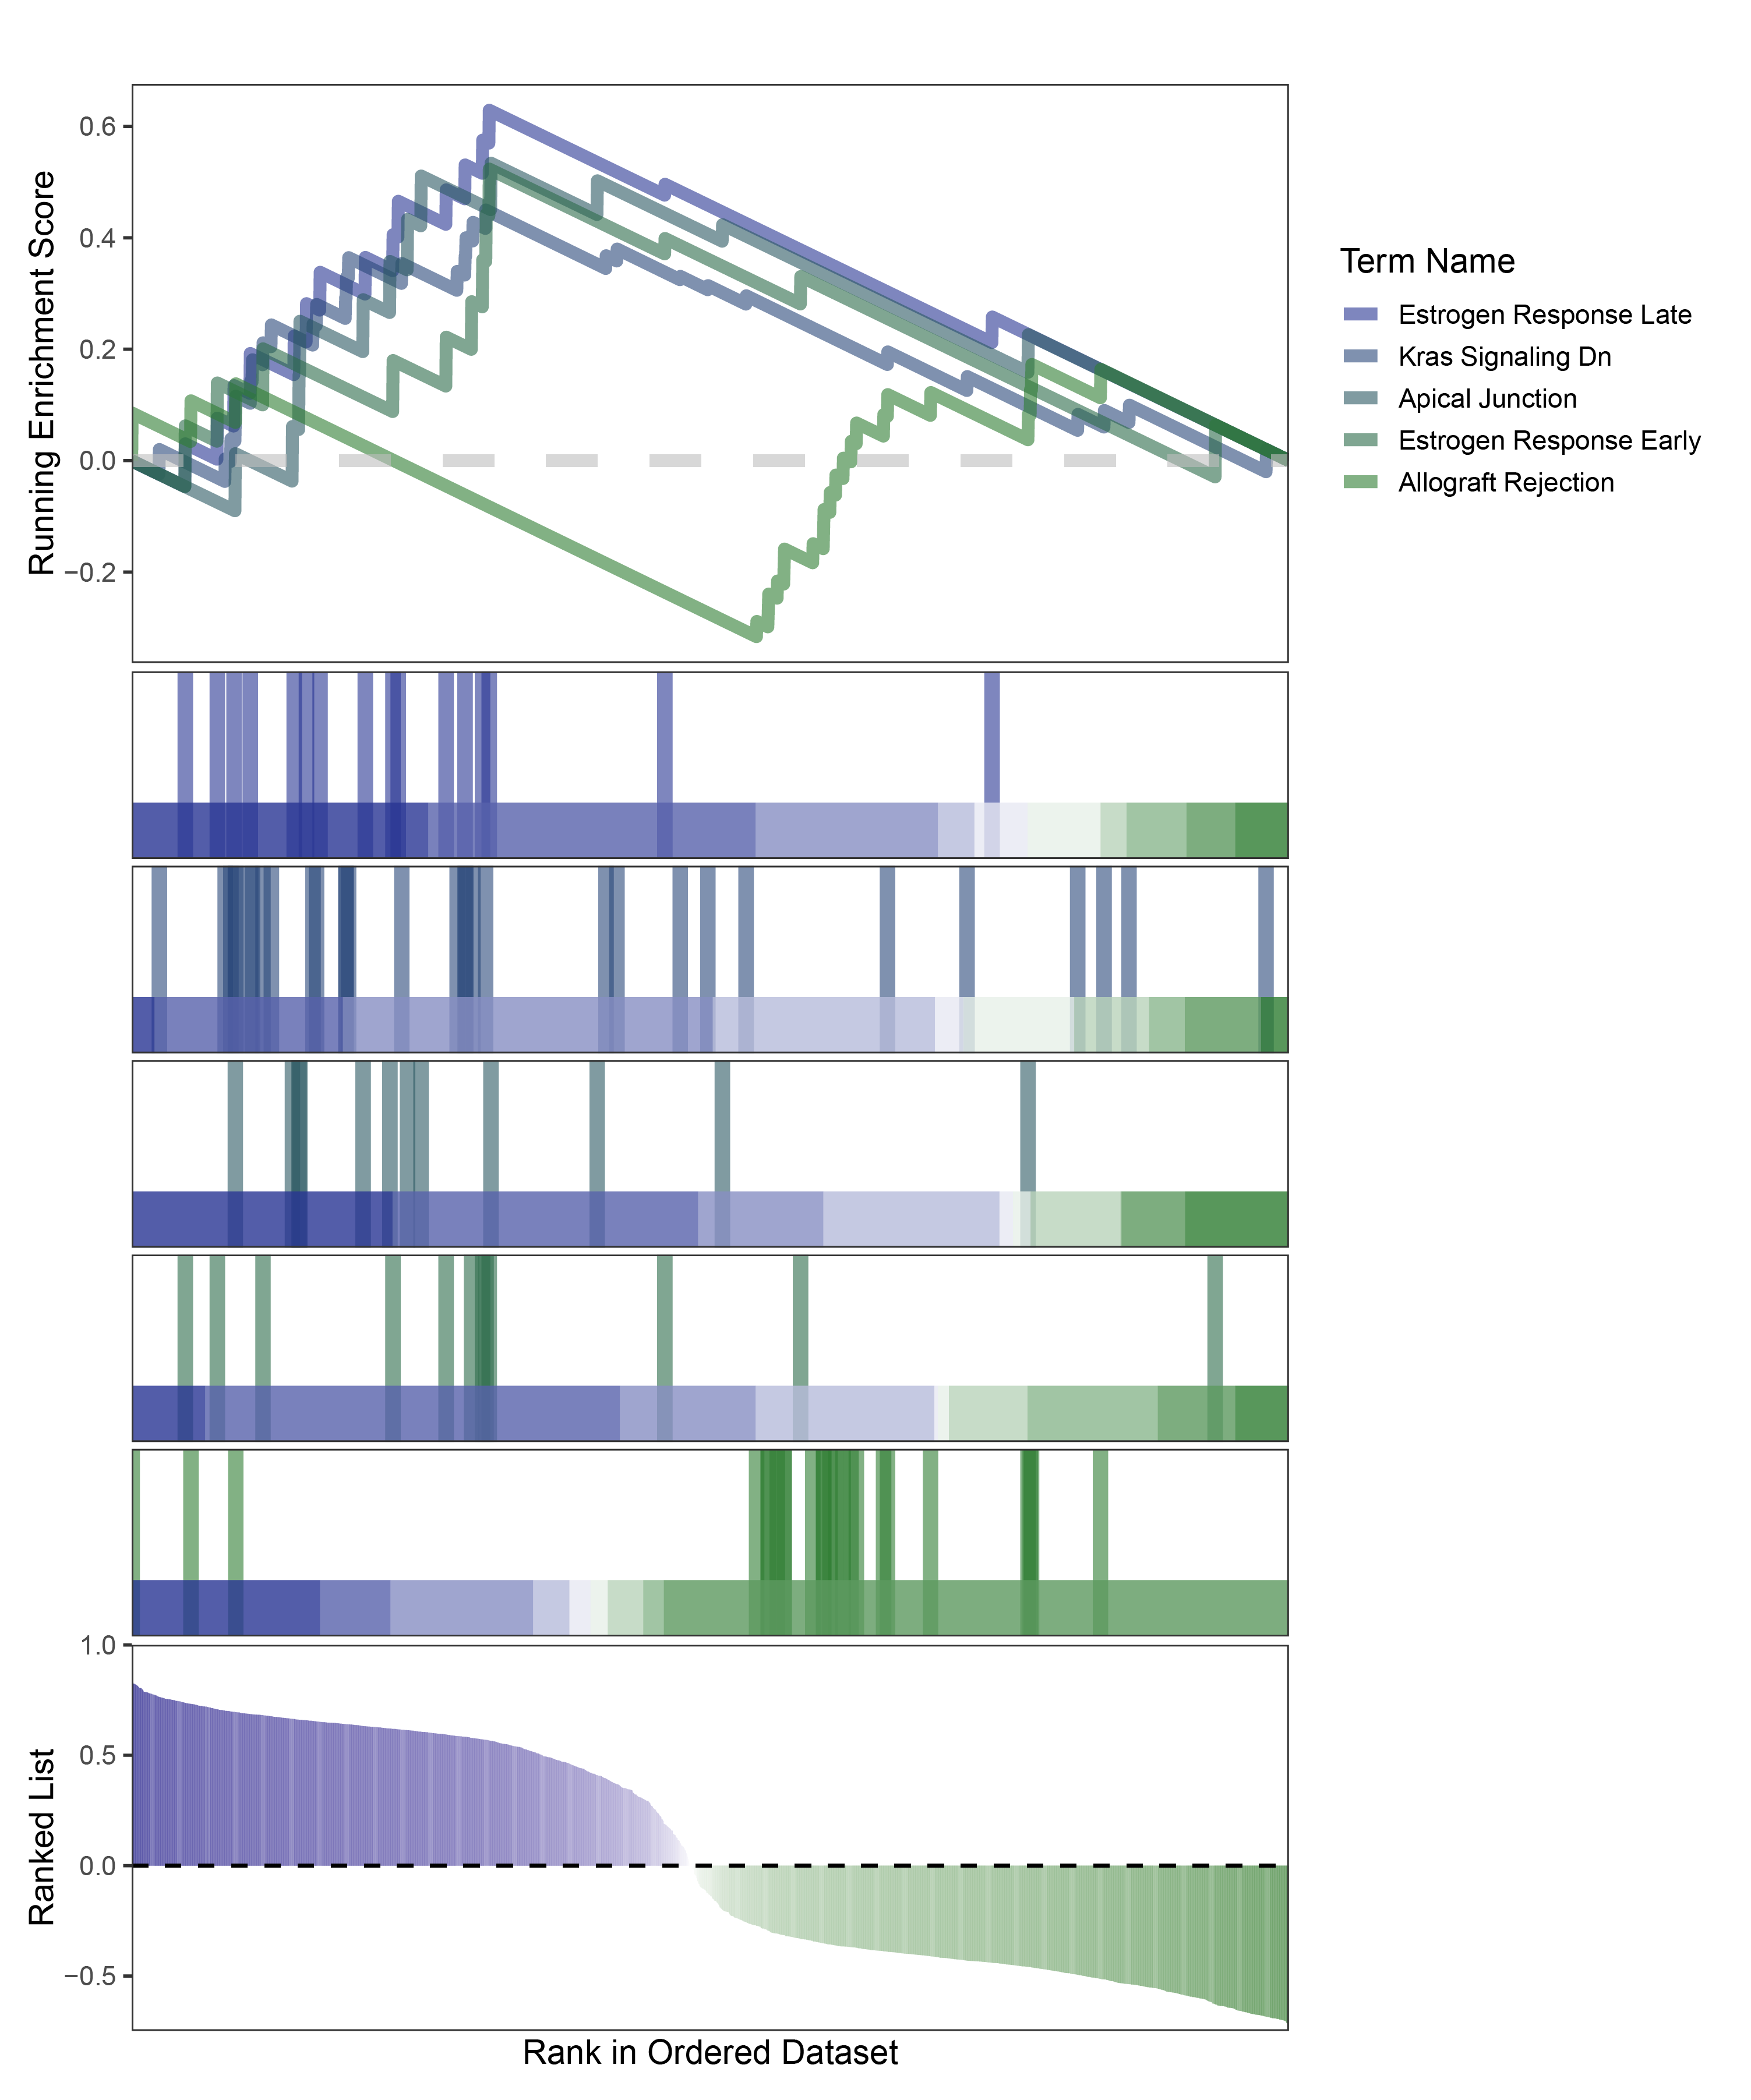 Running Enrichment Score
0.6
0.4
0.2
0.0
−0.2
Term Name
Estrogen Response Late
Kras Signaling Dn
Apical Junction
Estrogen Response Early
Allograft Rejection
Ranked List
1.0
0.5
0.0
−0.5
Rank in Ordered Dataset